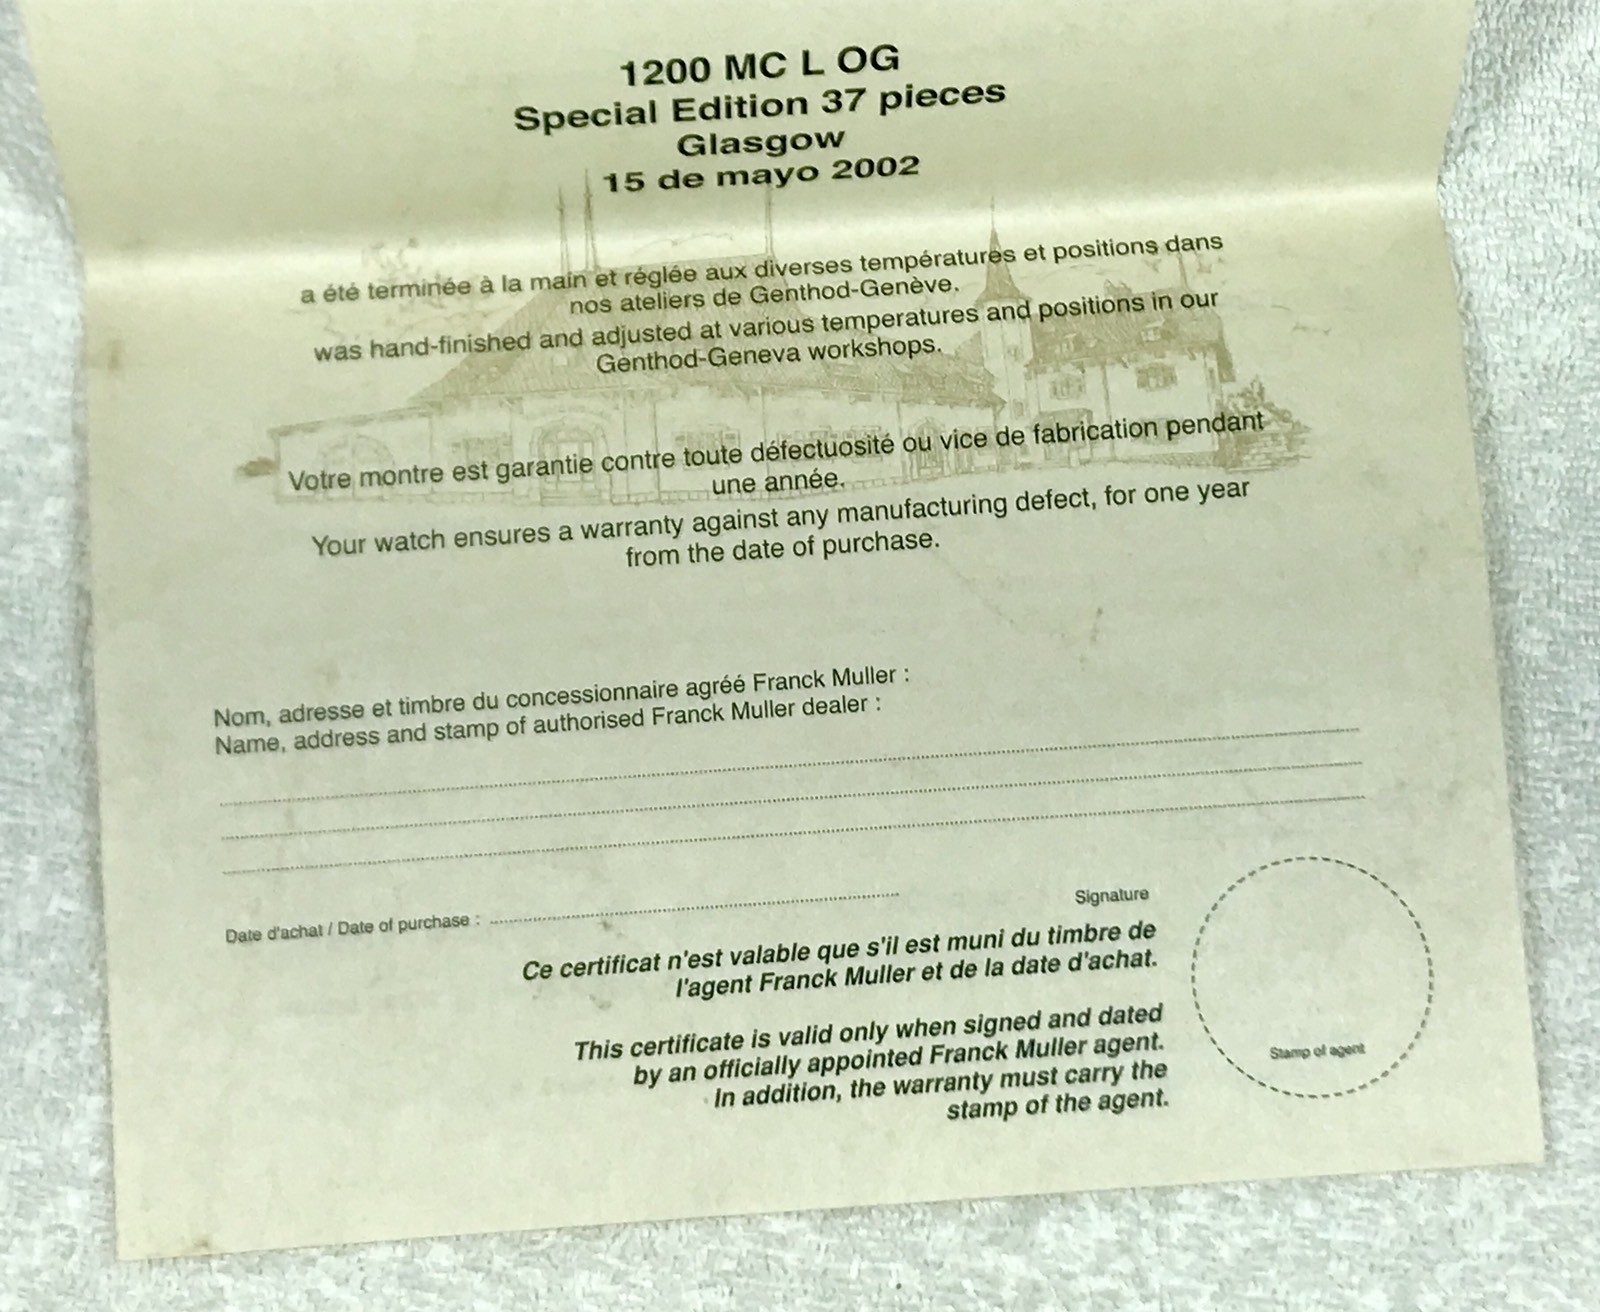 1200 MC L OG
Special Edition 37 pieces
Glasgow
15 de mayo 2002
a été terminée à la main et réglée aux diverses températures et positions dans
nos ateliers de Genthod-Genève.
was hand-finished and adjusted at various temperatures and positions in our
Genthod-Geneva workshops.
Votre montre est garantie contre toute défectuosité ou vice de fabrication pendant
une année.
Your watch ensures a warranty against any manufacturing defect, for one year
from the date of purchase.
Nom, adresse et timbre du concessionnaire agréé Franck Muller :
Name, address and stamp of authorised Franck Muller dealer :
Date d'achat / Date of purchase :
Signature
Ce certificat n'est valable que s'il est muni du timbre de
l'agent Franck Muller et de la date d'achat.
This certificate is valid only when signed and dated
by an officially appointed Franck Muller agent.
In addition, the warranty must carry the
stamp of the agent.
Stamp of agent